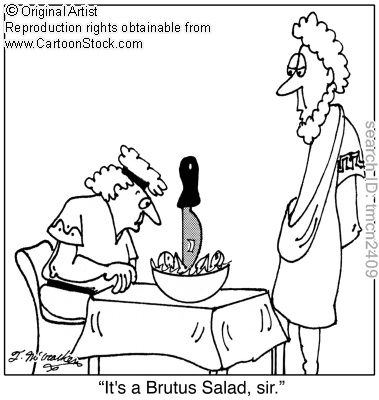 © Original Artist
Reproduction rights obtainable from
www.CartoonStock.com
search ID: tmcn2409
"It's a Brutus Salad, sir."